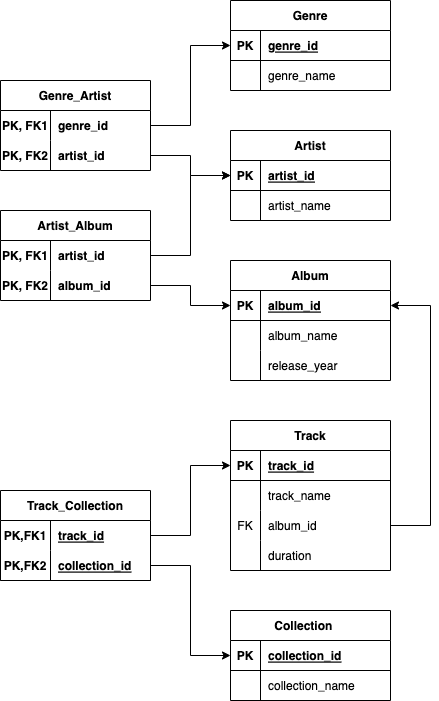 Genre
PK genre_id
genre_name
Genre_Artist
PK, FK1 genre_id
PK, FK2 artist_id
Artist
PK artist_id
artist_name
Artist_Album
PK, FK1 artist_id
PK, FK2 album_id
Album
PK album_id
album_name
release_year
Track
PK track_id
track_name
FK album_id
duration
Track_Collection
PK,FK1 track_id
PK,FK2 collection_id
Collection
PK collection_id
collection_name